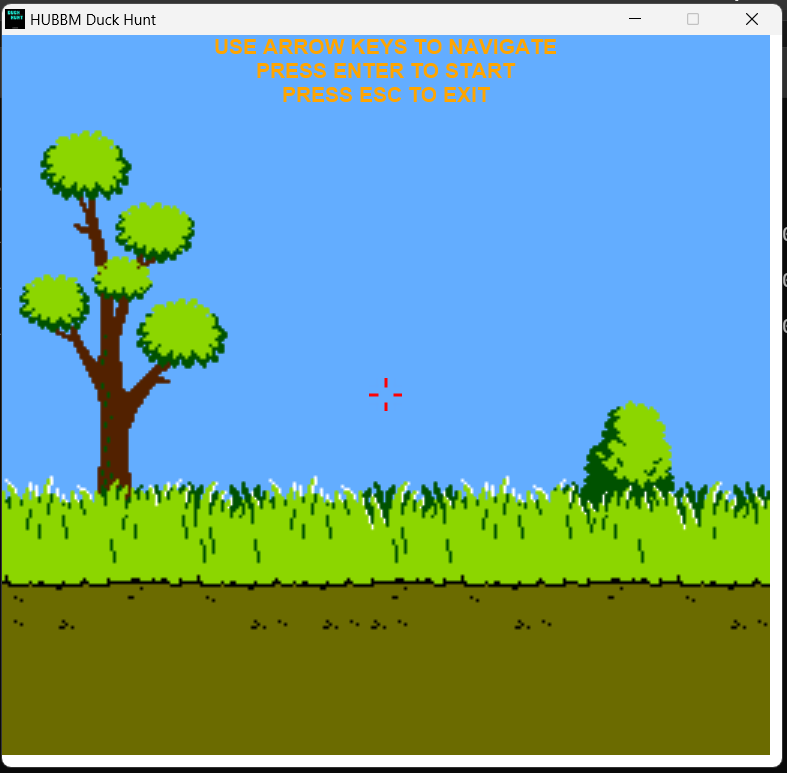 HUBBM Duck Hunt
USE ARROW KEYS TO NAVIGATE
PRESS ENTER TO START
PRESS ESC TO EXIT